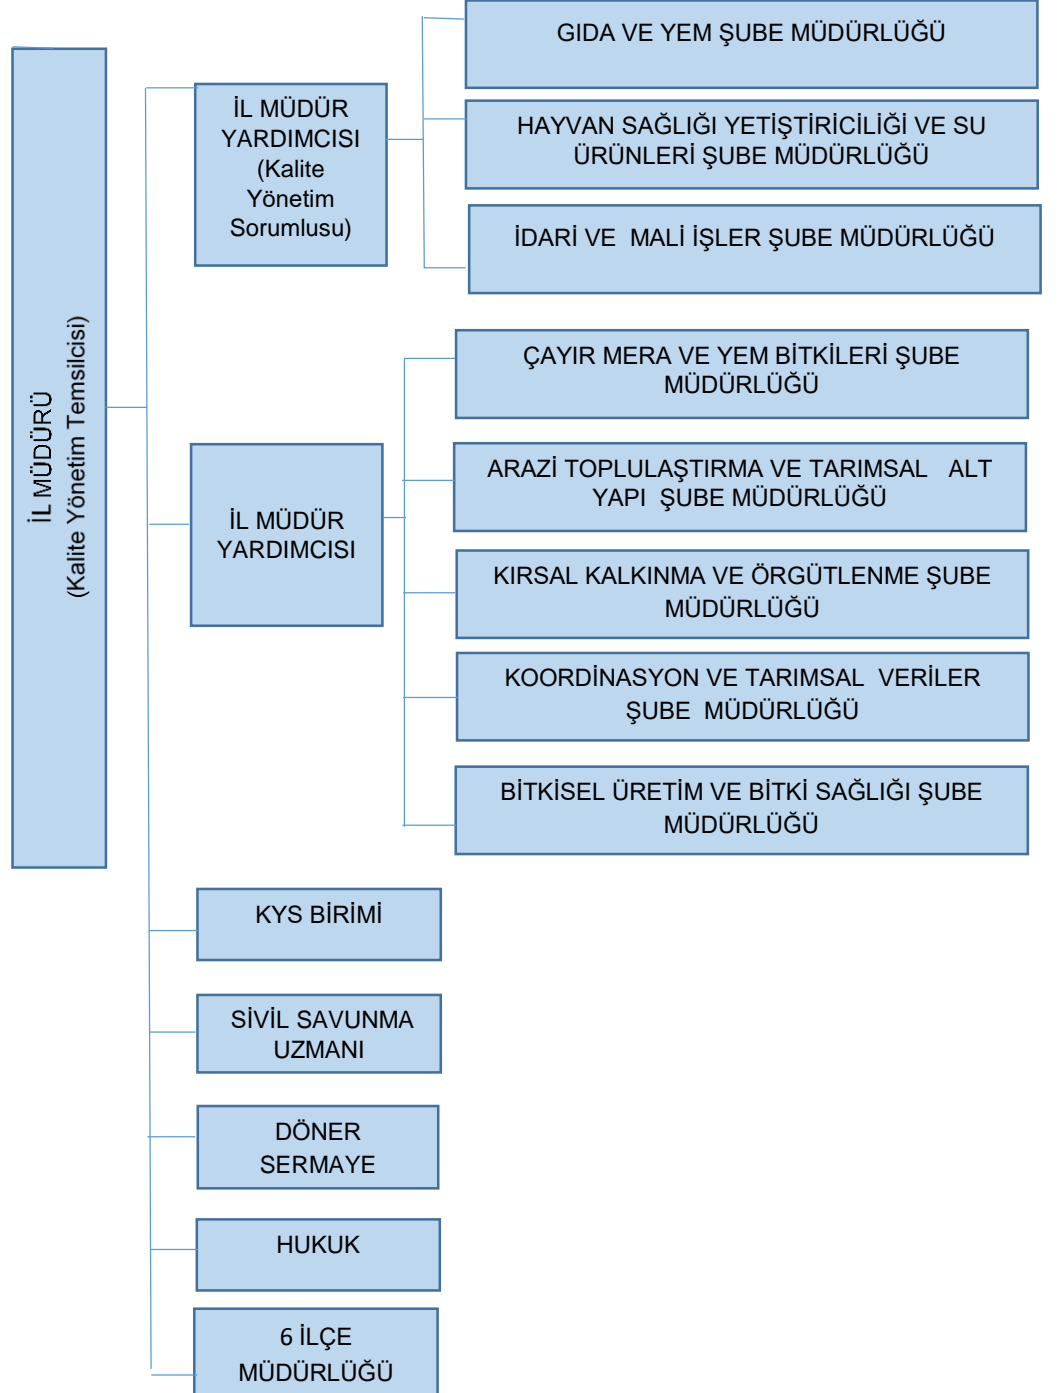 İL MÜDÜRÜ
(Kalite Yönetim Temsilcisi)
İL MÜDÜR
YARDIMCISI
(Kalite
Yönetim
Sorumlusu)
GIDA VE YEM ŞUBE MÜDÜRLÜĞÜ
HAYVAN SAĞLIĞI YETİŞTİRİCİLİĞİ VE SU
ÜRÜNLERİ ŞUBE MÜDÜRLÜĞÜ
İDARİ VE MALİ İŞLER ŞUBE MÜDÜRLÜĞÜ
İL MÜDÜR
YARDIMCISI
ÇAYIR MERA VE YEM BİTKİLERİ ŞUBE
MÜDÜRLÜĞÜ
ARAZİ TOPLULAŞTIRMA VE TARIMSAL ALT
YAPI ŞUBE MÜDÜRLÜĞÜ
KIRSAL KALKINMA VE ÖRGÜTLENME ŞUBE
MÜDÜRLÜĞÜ
KOORDİNASYON VE TARIMSAL VERİLER
ŞUBE MÜDÜRLÜĞÜ
BİTKİSEL ÜRETİM VE BİTKİ SAĞLIĞI ŞUBE
MÜDÜRLÜĞÜ
KYS BİRİMİ
SİVİL SAVUNMA
UZMANI
DÖNER
SERMAYE
HUKUK
6 İLÇE
MÜDÜRLÜĞÜ